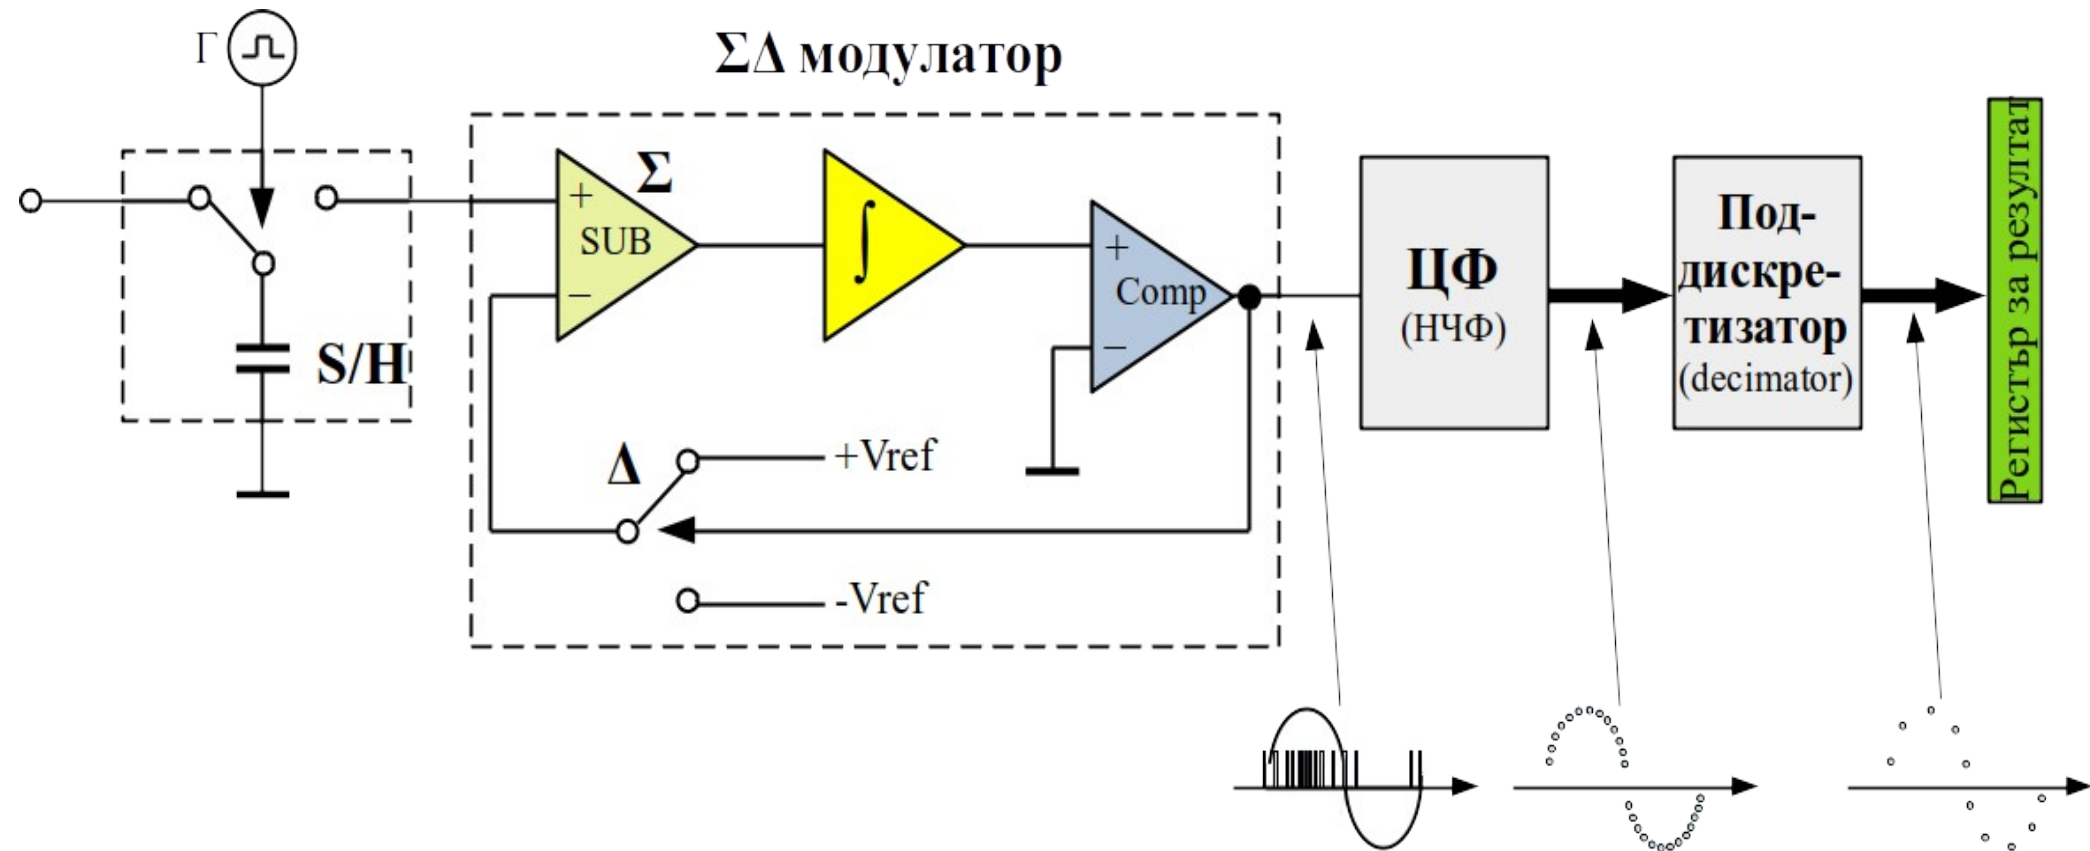 Г
ΣΔ модулатор
S/H
Σ
+
SUB
–
∫
+
Comp
–
Δ
+Vref
-Vref
ЦФ
(НЧФ)
Под-
дискре-
тизатор
(decimator)
Регистър за резултат